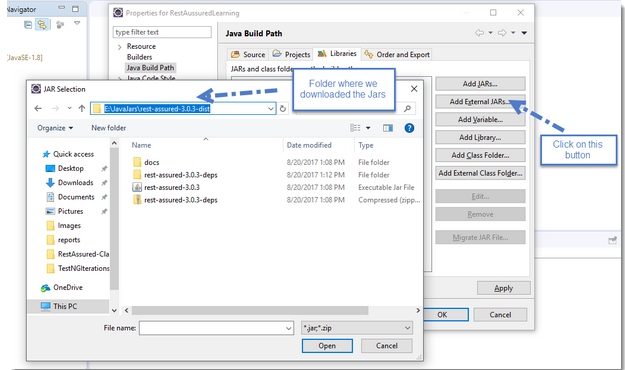 Navigator
[JavaSE-1.8]
Properties for RestAussuredLearning
type filter text
Resource
Builders
Java Build Path
Java Code Style
Java Build Path
Source
Projects
Libraries
Order and Export
JARs and class folders
Add JARs...
Add External JARs...
Add Variable...
Add Library...
Add Class Folder...
Add External Class Folder...
Edit...
Remove
Migrate JAR File...
Apply
OK
Cancel
Click on this
button
JAR Selection
Folder where we
downloaded the Jars
E:\JavaJars\rest-assured-3.0.3-dist
Organize
New folder
Quick access
Desktop
Downloads
Documents
Pictures
Images
reports
RestAssured-Cla
TestNGIterations
OneDrive
This PC
Name Date modified Type
docs 8/20/2017 1:08 PM File folder
rest-assured-3.0.3-deps 8/20/2017 1:12 PM File folder
rest-assured-3.0.3 8/20/2017 1:08 PM Executable Jar File
rest-assured-3.0.3-deps 8/20/2017 1:08 PM Compressed (zipp...
File name:
*.jar;*.zip
Open
Cancel